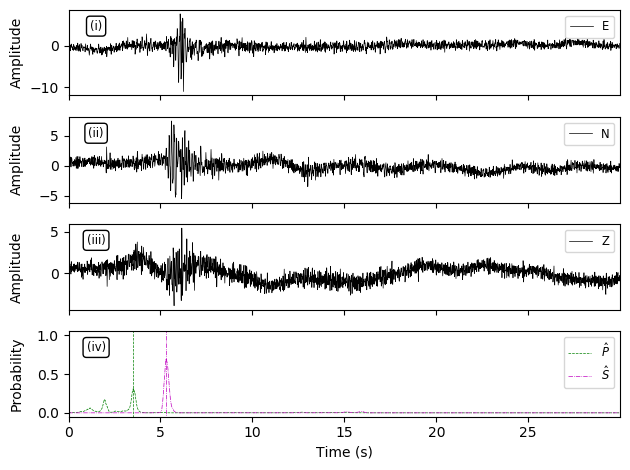 (i)
E
Amplitude
0
−10
(ii)
N
Amplitude
5
0
−5
(iii)
Z
Amplitude
5
0
(iv)
P̂
Ŝ
Probability
1.0
0.5
0.0
0 5 10 15 20 25
Time (s)